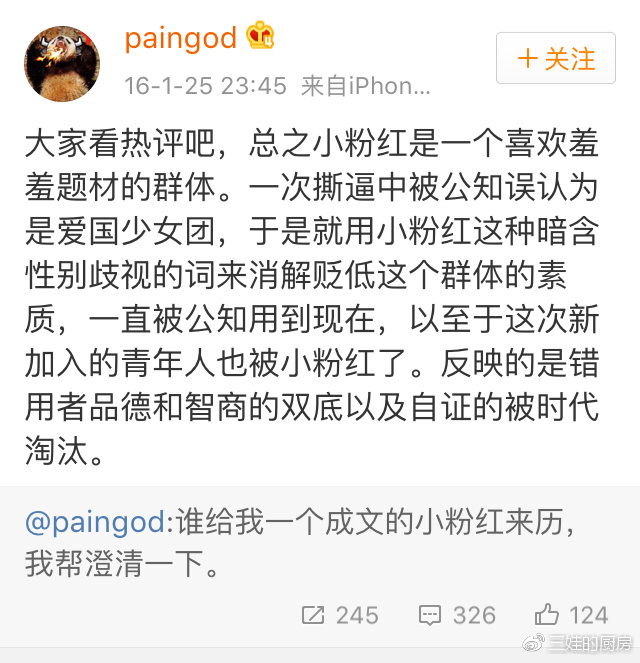 paingod
16-1-25 23:45 来自iPhon...
+关注
大家看热评吧，总之小粉红是一个喜欢羞
羞题材的群体。一次撕逼中被公知误认为
是爱国少女团，于是就用小粉红这种暗含
性别歧视的词来消解贬低这个群体的素
质，一直被公知用到现在，以至于这次新
加入的青年人也被小粉红了。反映的是错
用者品德和智商的双底以及自证的被时代
淘汰。
@paingod:谁给我一个成文的小粉红来历，
我帮澄清一下。
245 326 124
三娃的厨房